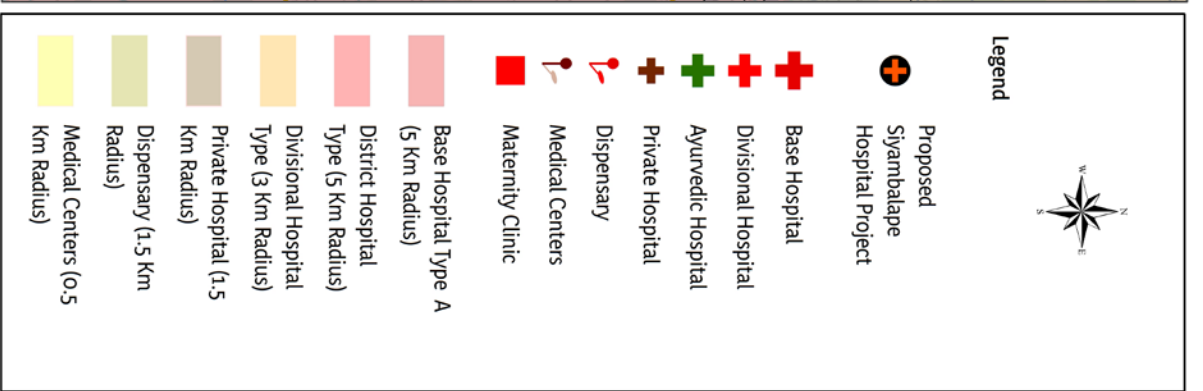 Legend
N
W
E
S
Proposed
Siyambalape
Hospital Project
Base Hospital
Divisional Hospital
Ayurvedic Hospital
Private Hospital
Dispensary
Medical Centers
Maternity Clinic
Base Hospital Type A
(5 Km Radius)
District Hospital
Type (5 Km Radius)
Divisional Hospital
Type (3 Km Radius)
Private Hospital (1.5
Km Radius)
Dispensary (1.5 Km
Radius)
Medical Centers (0.5
Km Radius)